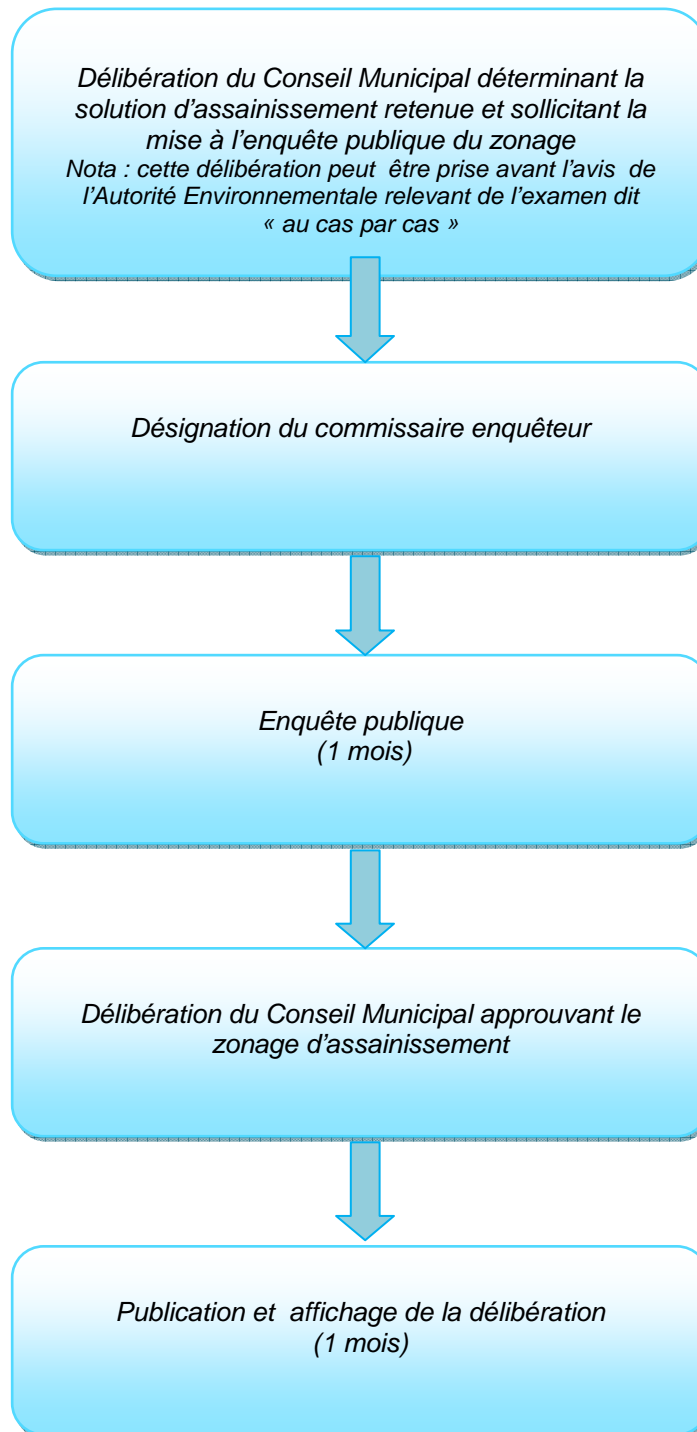 Délibération du Conseil Municipal déterminant la
solution d’assainissement retenue et sollicitant la
mise à l’enquête publique du zonage
Nota : cette délibération peut être prise avant l’avis de
l’Autorité Environnementale relevant de l’examen dit
« au cas par cas »
Désignation du commissaire enquêteur
Enquête publique
(1 mois)
Délibération du Conseil Municipal approuvant le
zonage d’assainissement
Publication et affichage de la délibération
(1 mois)